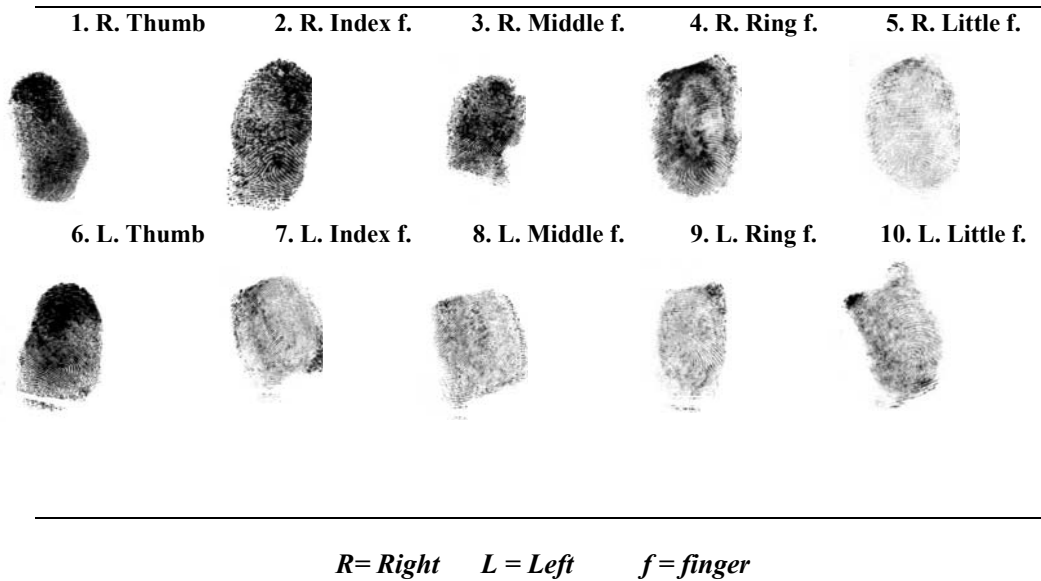 1. R. Thumb 2. R. Index f. 3. R. Middle f. 4. R. Ring f. 5. R. Little f.
6. L. Thumb 7. L. Index f. 8. L. Middle f. 9. L. Ring f. 10. L. Little f.
R= Right L = Left f = finger